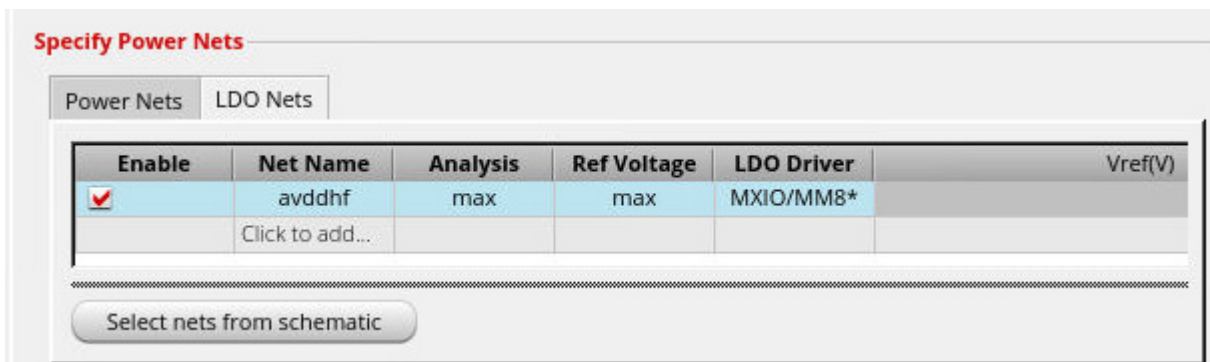 Specify Power Nets
Power Nets LDO Nets
Enable Net Name Analysis Ref Voltage LDO Driver Vref(V)
avddhf max max MXIO/MM8*
Click to add...
Select nets from schematic